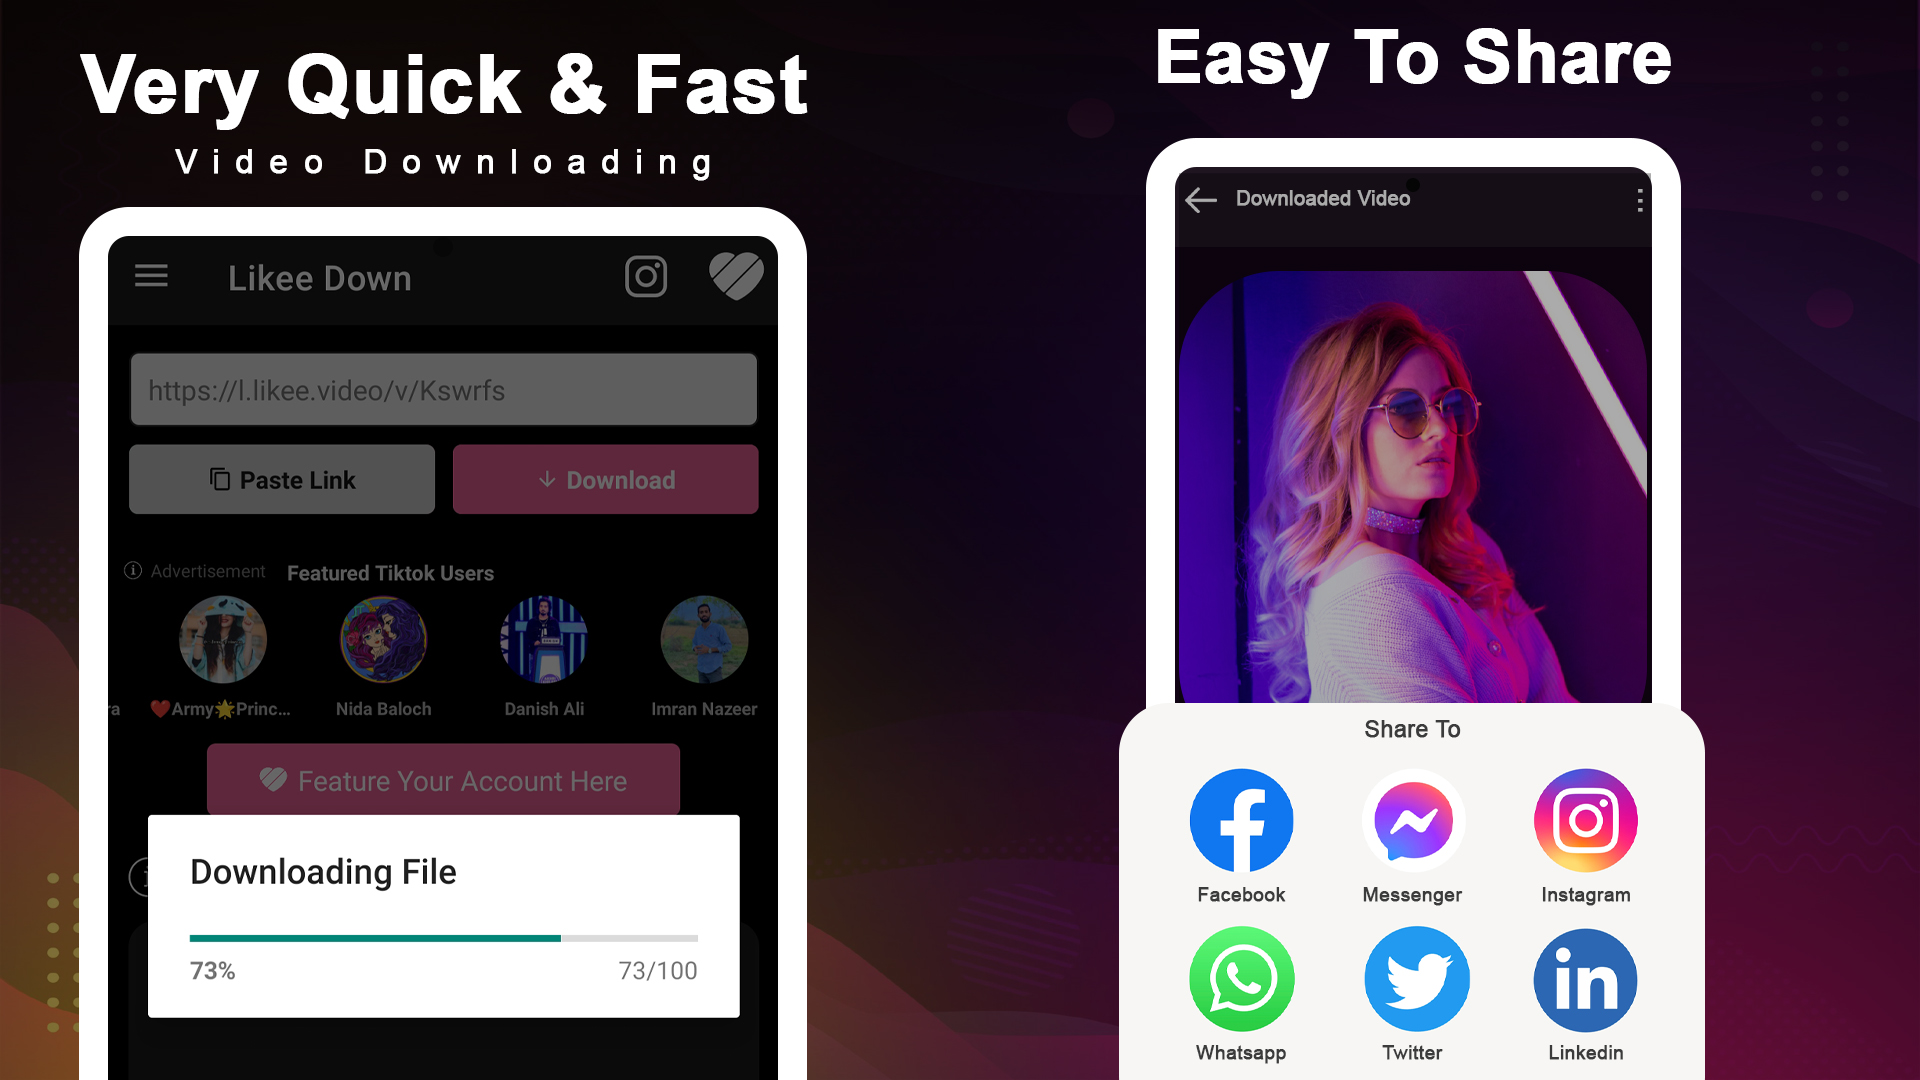 Very Quick & Fast
Video Downloading
Likee Down
https://l.likee.video/v/Kswrfs
Paste Link
Download
Advertisement
Featured Tiktok Users
ra
❤️Army🌟Princ...
Nida Baloch
Danish Ali
Imran Nazeer
Feature Your Account Here
Downloading File
73%
73/100
Easy To Share
Downloaded Video
Share To
Facebook
Messenger
Instagram
Whatsapp
Twitter
Linkedin